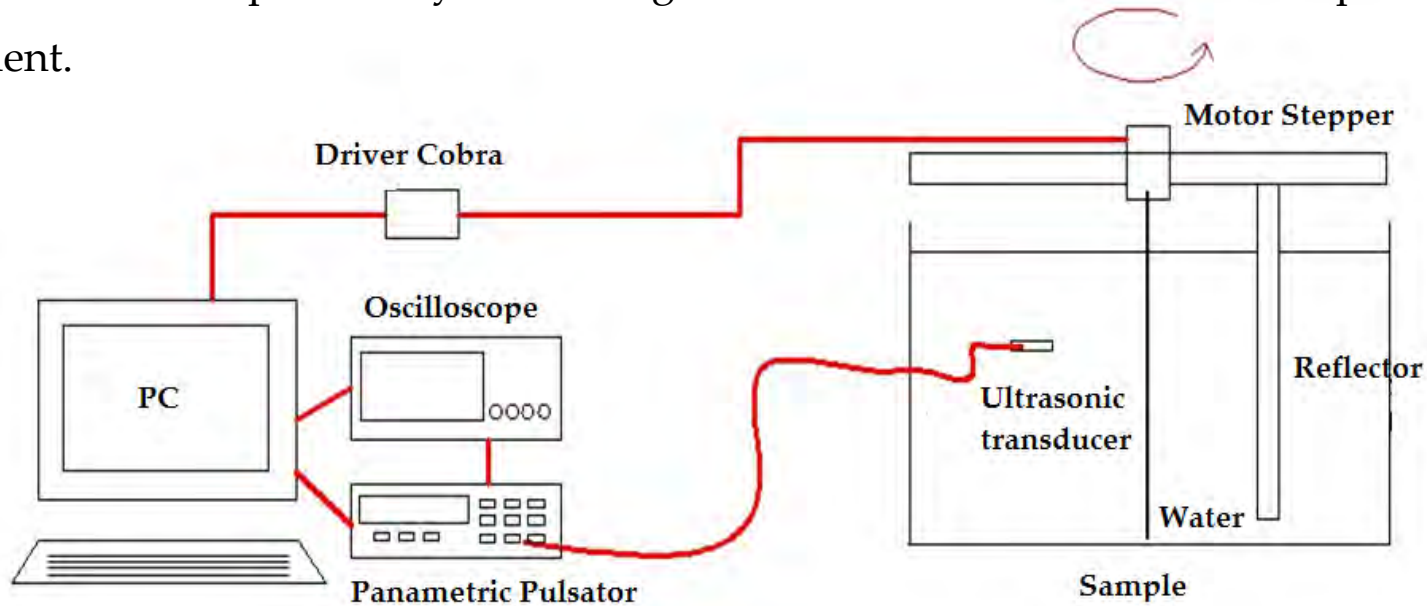 ent.
Motor Stepper
Driver Cobra
Oscilloscope
PC
Reflector
Ultrasonic
transducer
Water
Panametric Pulsator
Sample